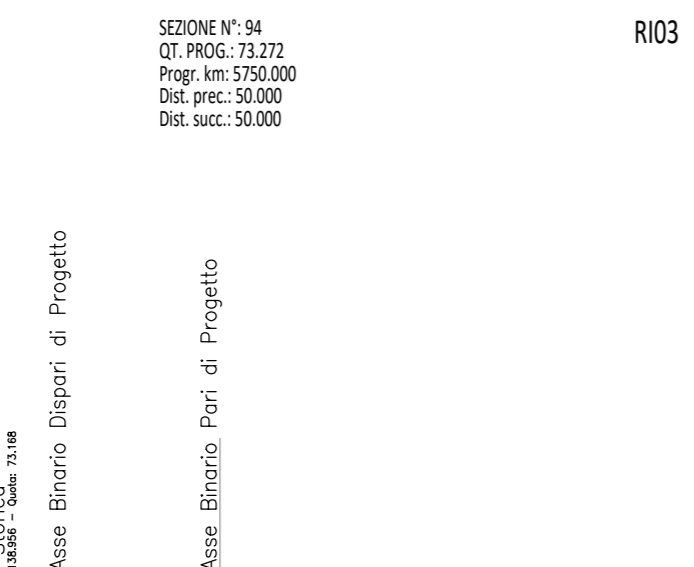 SEZIONE N°: 94
QT. PROG.: 73.272
Progr. km: 5750.000
Dist. prec.: 50.000
Dist. succ.: 50.000
RI03
138.956 - Quota: 73.168
Asse Binario Dispari di Progetto
Asse Binario Pari di Progetto